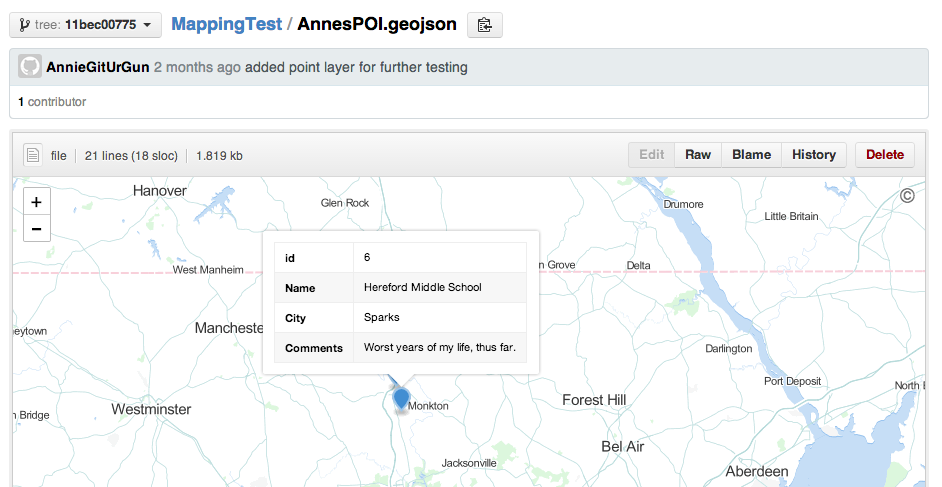 tree: 11bec00775 MappingTest / AnnesPOI.geojson
AnnieGitUrGun 2 months ago added point layer for further testing
1 contributor
file 21 lines (18 sloc) 1.819 kb Edit Raw Blame History Delete
+
−
©
Hanover
Glen Rock
Drumore
Little Britain
id 6
Name Hereford Middle School
City Sparks
Comments Worst years of my life, thus far.
West Manheim
n Grove
Delta
eytown
Mancheste
Darlington
Port Deposit
North E
n Bridge
Westminster
Monkton
Forest Hill
Bel Air
Jacksonville
Aberdeen